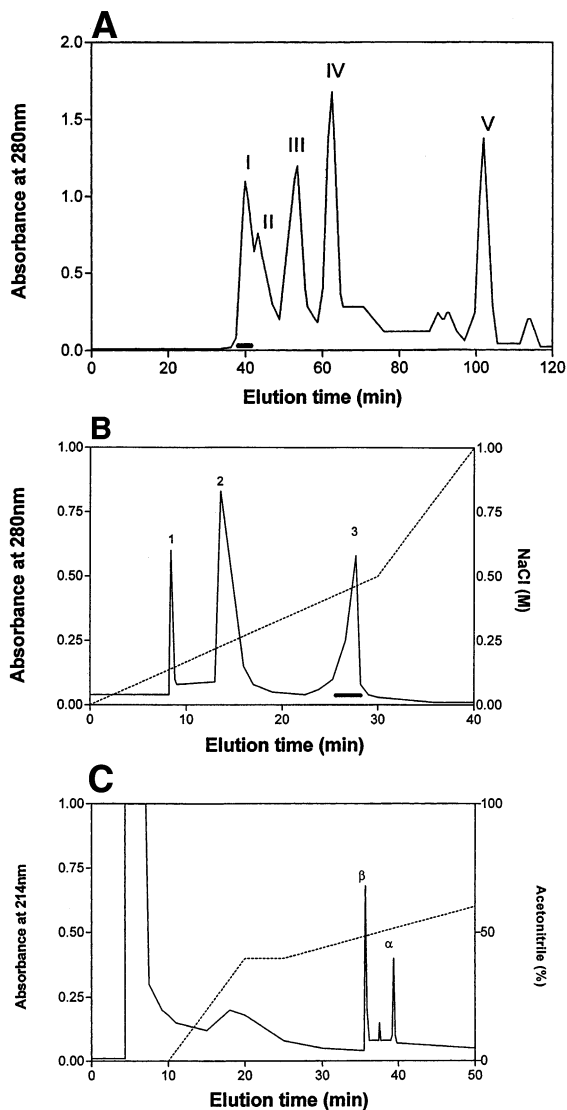 A
Absorbance at 280nm
2.0
1.5
1.0
0.5
0.0
I
II
III
IV
V
0 20 40 60 80 100 120
Elution time (min)
B
Absorbance at 280nm
1.00
0.75
0.50
0.25
0.00
1
2
3
1.00
0.75
0.50
0.25
0.00
NaCl (M)
0 10 20 30 40
Elution time (min)
C
Absorbance at 214nm
1.00
0.75
0.50
0.25
0.00
β
α
100
50
0
Acetonitrile (%)
0 10 20 30 40 50
Elution time (min)